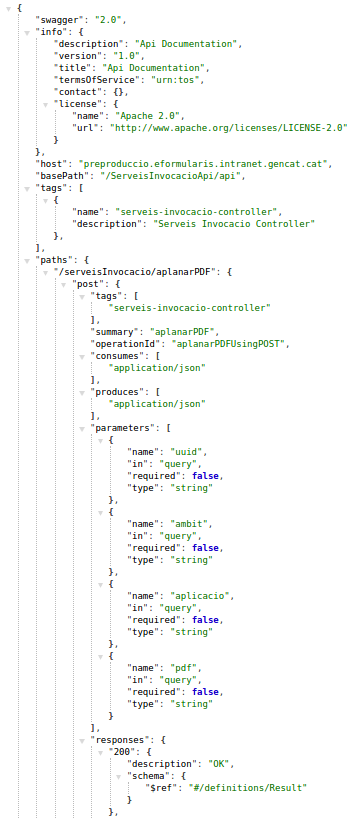 {
"swagger": "2.0",
"info": {
"description": "Api Documentation",
"version": "1.0",
"title": "Api Documentation",
"termsOfService": "urn:tos",
"contact": {},
"license": {
"name": "Apache 2.0",
"url": "http://www.apache.org/licenses/LICENSE-2.0"
}
},
"host": "preproduccio.eformularis.intranet.gencat.cat",
"basePath": "/ServeisInvocacioApi/api",
"tags": [
{
"name": "serveis-invocacio-controller",
"description": "Serveis Invocacio Controller"
},
],
"paths": {
"/serveisInvocacio/aplanarPDF": {
"post": {
"tags": [
"serveis-invocacio-controller"
],
"summary": "aplanarPDF",
"operationId": "aplanarPDFUsingPOST",
"consumes": [
"application/json"
],
"produces": [
"application/json"
],
"parameters": [
{
"name": "uuid",
"in": "query",
"required": false,
"type": "string"
},
{
"name": "ambit",
"in": "query",
"required": false,
"type": "string"
},
{
"name": "aplicacio",
"in": "query",
"required": false,
"type": "string"
},
{
"name": "pdf",
"in": "query",
"required": false,
"type": "string"
}
],
"responses": {
"200": {
"description": "OK",
"schema": {
"$ref": "#/definitions/Result"
}
},